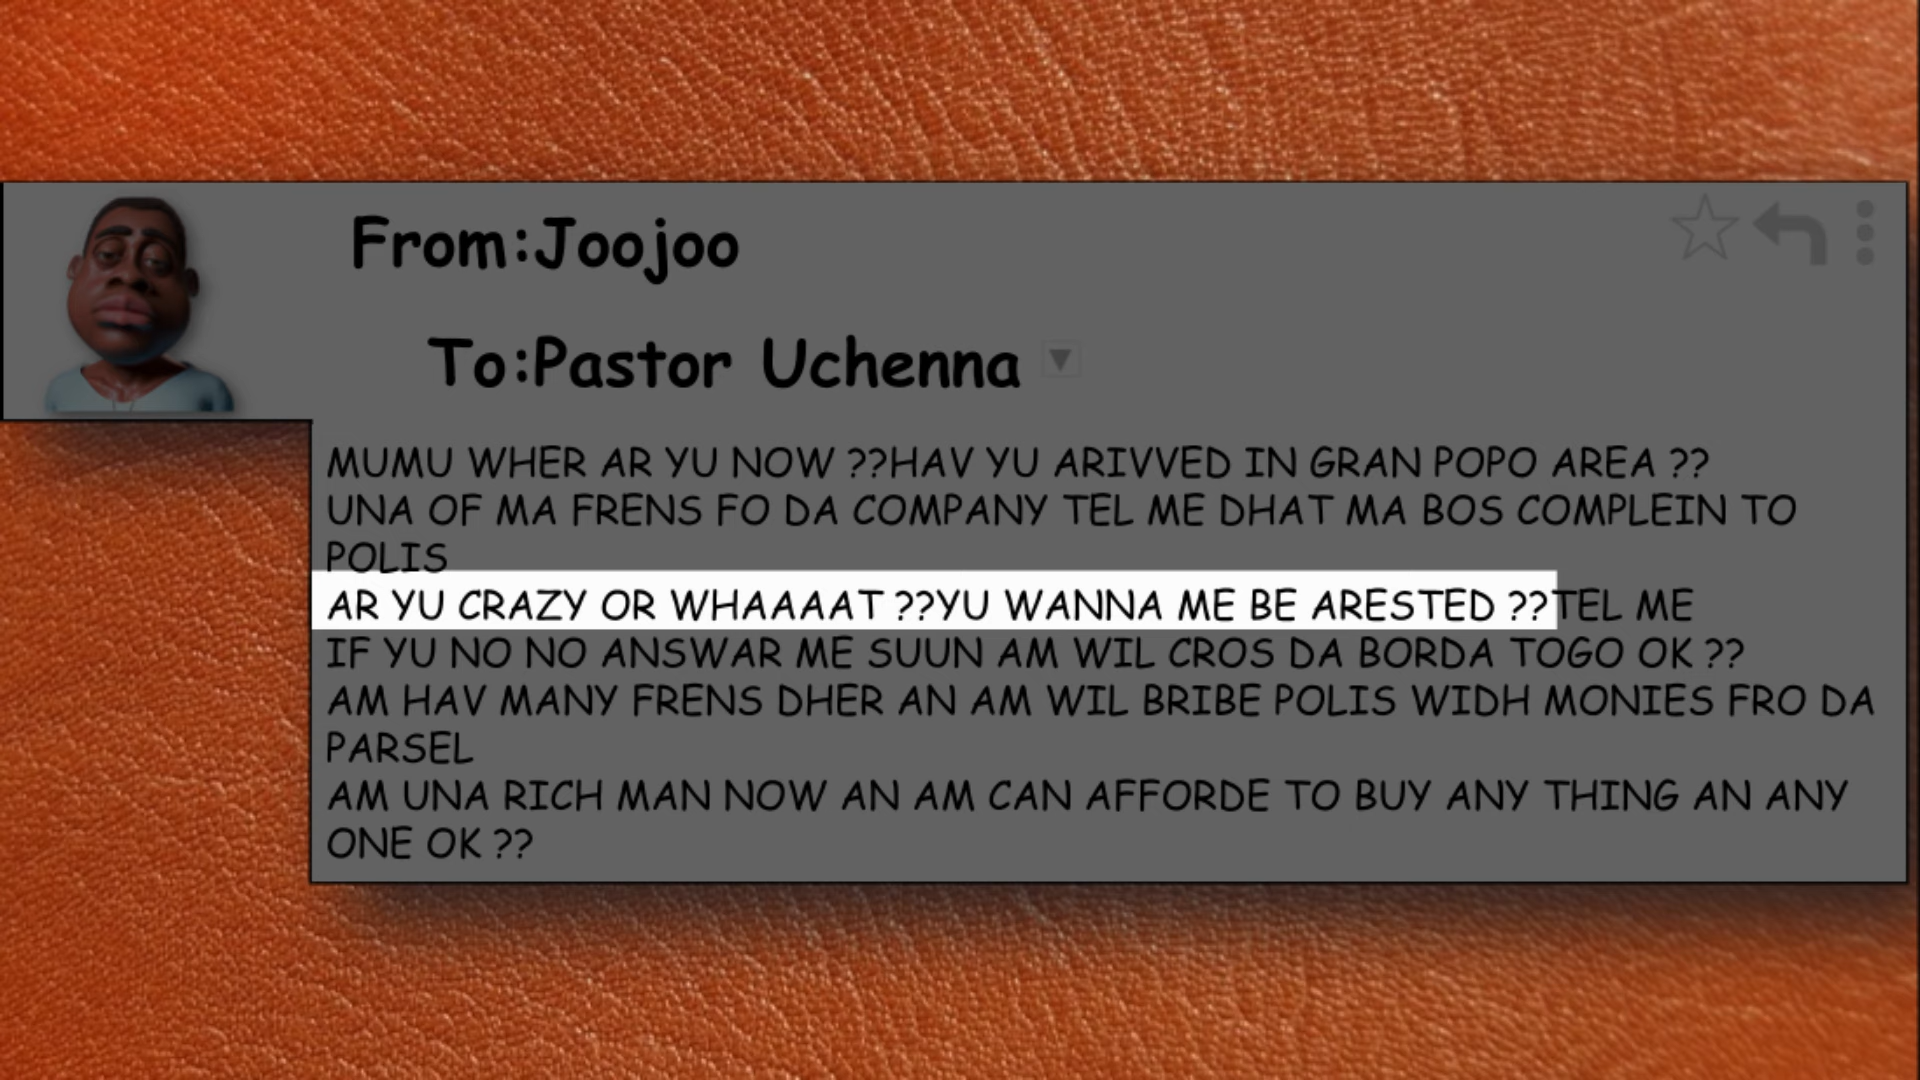 From:Joojoo
To:Pastor Uchenna
MUMU WHER AR YU NOW ??HAV YU ARIVVED IN GRAN POPO AREA ??
UNA OF MA FRENS FO DA COMPANY TEL ME DHAT MA BOS COMPLEIN TO
POLIS
AR YU CRAZY OR WHAAAAT ??YU WANNA ME BE ARESTED ??TEL ME
IF YU NO NO ANSWAR ME SUUN AM WIL CROS DA BORDA TOGO OK ??
AM HAV MANY FRENS DHER AN AM WIL BRIBE POLIS WIDH MONIES FRO DA
PARSEL
AM UNA RICH MAN NOW AN AM CAN AFFORDE TO BUY ANY THING AN ANY
ONE OK ??